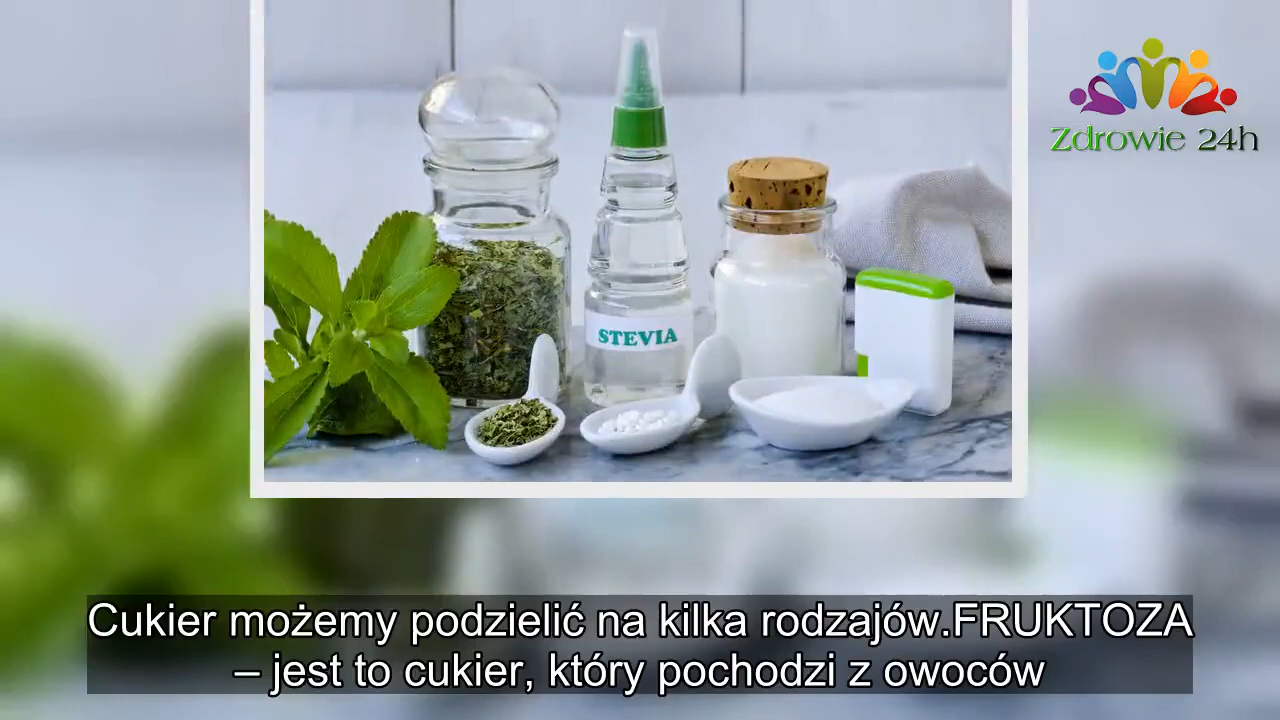 Zdrowie 24h
STEVIA
Cukier możemy podzielić na kilka rodzajów.FRUKTOZA
– jest to cukier, który pochodzi z owoców